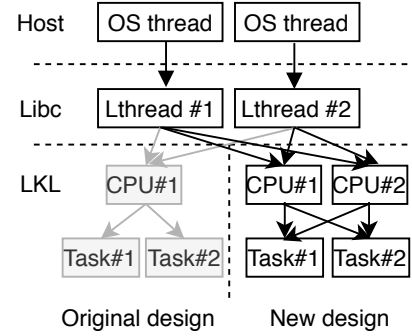 Host OS thread OS thread
Libc Lthread #1 Lthread #2
LKL CPU#1 CPU#1 CPU#2
Task#1 Task#2 Task#1 Task#2
Original design New design